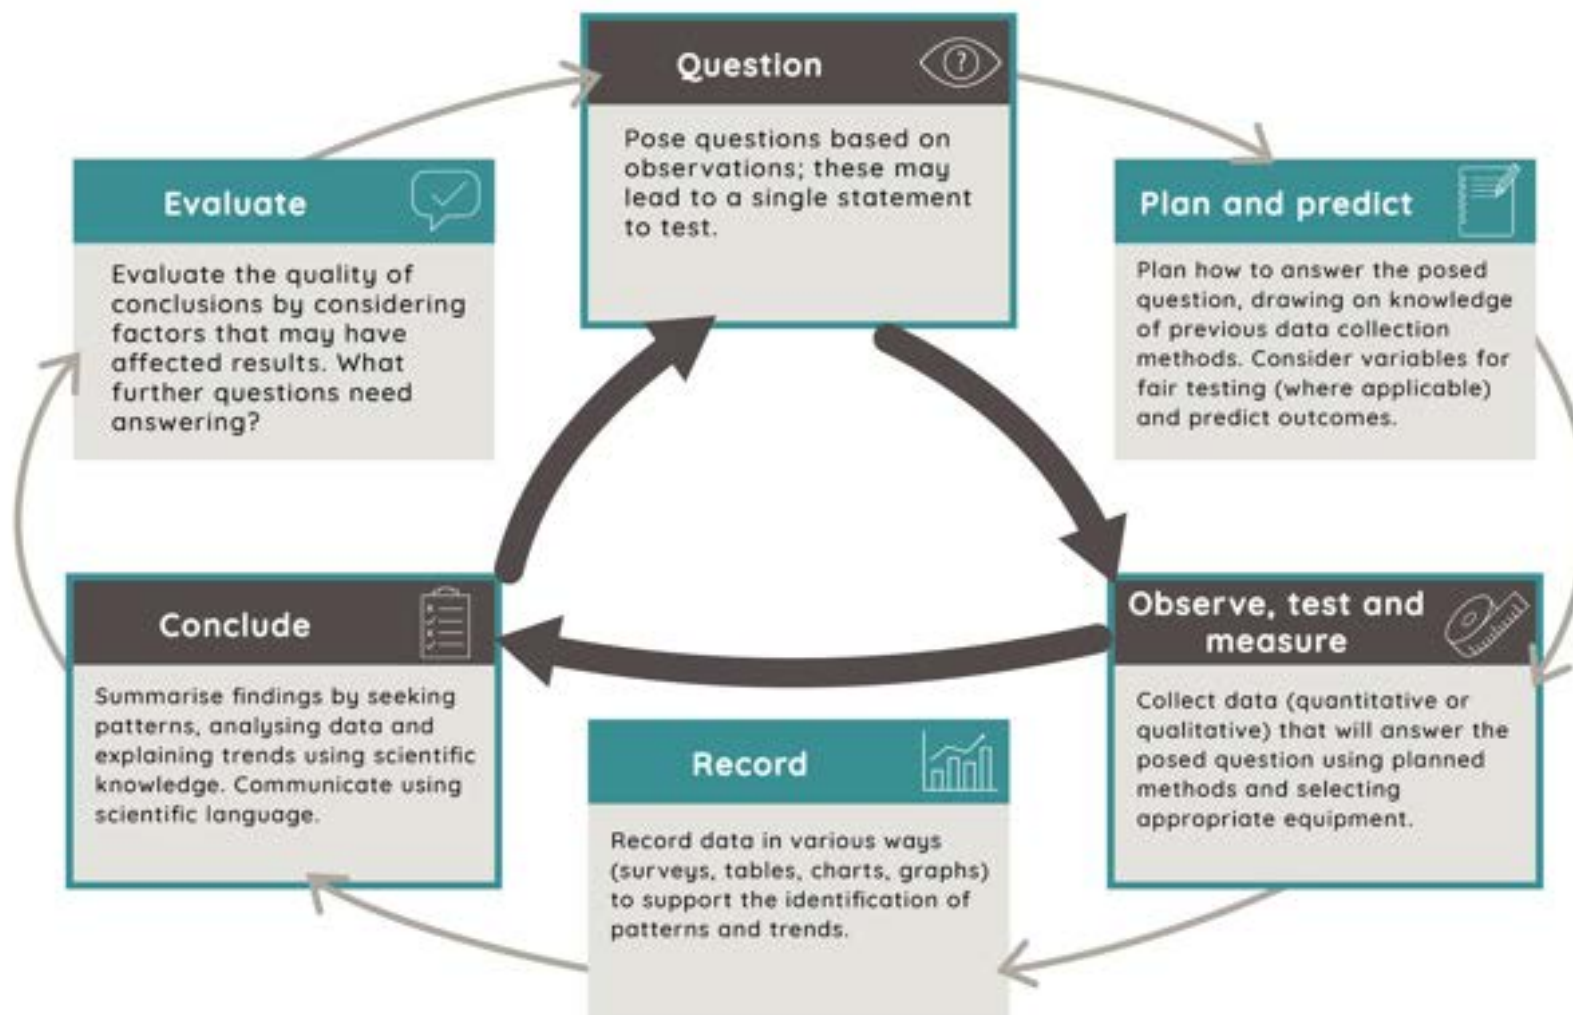 Question
?
Pose questions based on
observations; these may
lead to a single statement
to test.
Plan and predict
Plan how to answer the posed
question, drawing on knowledge
of previous data collection
methods. Consider variables for
fair testing (where applicable)
and predict outcomes.
Observe, test and
measure
Collect data (quantitative or
qualitative) that will answer the
posed question using planned
methods and selecting
appropriate equipment.
Record
Record data in various ways
(surveys, tables, charts, graphs)
to support the identification of
patterns and trends.
Conclude
Summarise findings by seeking
patterns, analysing data and
explaining trends using scientific
knowledge. Communicate using
scientific language.
Evaluate
Evaluate the quality of
conclusions by considering
factors that may have
affected results. What
further questions need
answering?